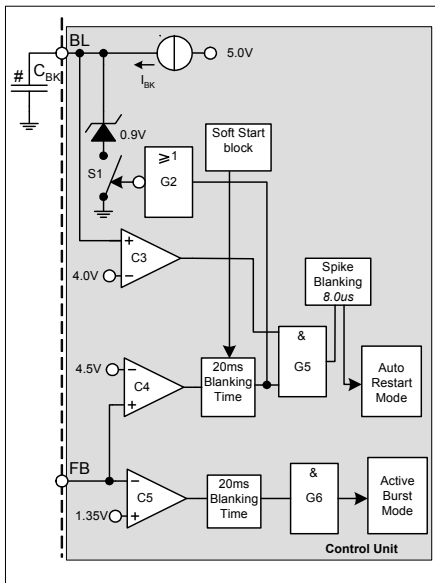 BL
5.0V
# C_BK
I_BK
0.9V
Soft Start
block
S1
≥1
G2
C3
4.0V
Spike
Blanking
8.0us
&
G5
4.5V
C4
20ms
Blanking
Time
Auto
Restart
Mode
FB
C5
1.35V
20ms
Blanking
Time
&
G6
Active
Burst
Mode
Control Unit